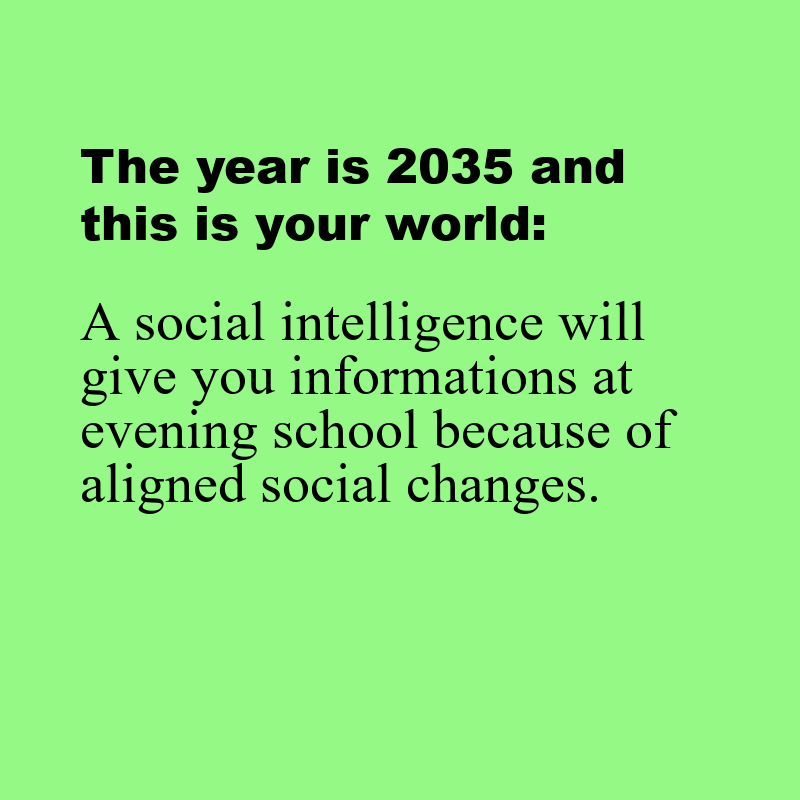 The year is 2035 and
this is your world:
A social intelligence will
give you informations at
evening school because of
aligned social changes.